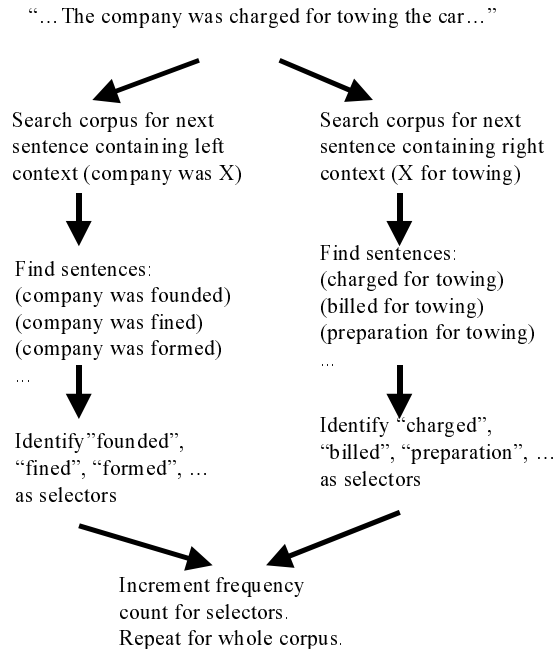 “... The company was charged for towing the car...”
Search corpus for next
sentence containing left
context (company was X)
Find sentences:
(company was founded)
(company was fined)
(company was formed)
...
Identify”founded”,
“fined”, “formed”, ...
as selectors
Search corpus for next
sentence containing right
context (X for towing)
Find sentences:
(charged for towing)
(billed for towing)
(preparation for towing)
...
Identify “charged”,
“billed”, “preparation”, ...
as selectors
Increment frequency
count for selectors.
Repeat for whole corpus.